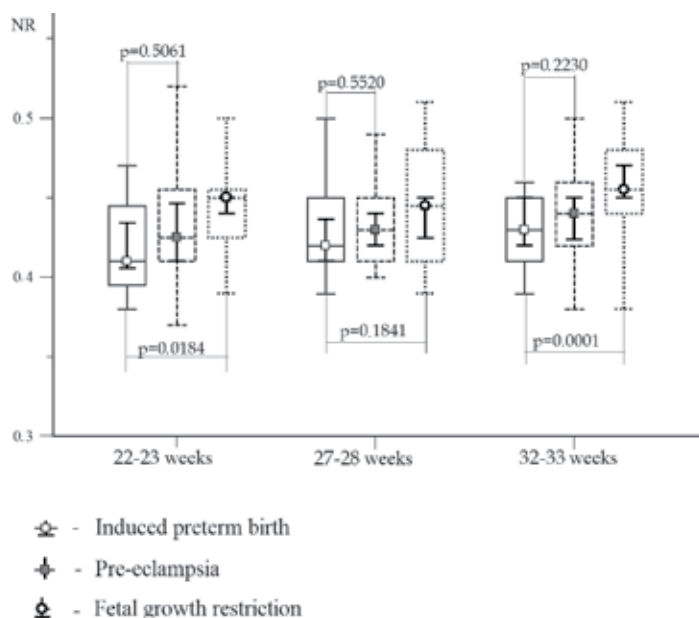 NR
p=0.5061
p=0.5520
p=0.2230
0.5
0.4
p=0.0184
p=0.1841
p=0.0001
0.3
22-23 weeks
27-28 weeks
32-33 weeks
- Induced preterm birth
- Pre-eclampsia
- Fetal growth restriction